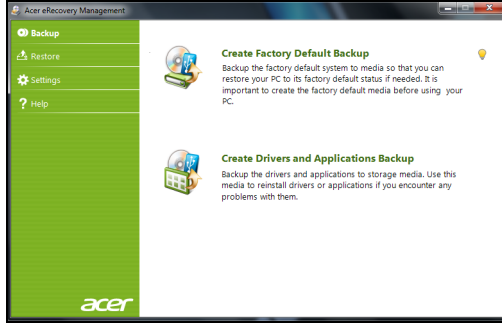 Acer eRecovery Management
Backup
Restore
Settings
Help
Create Factory Default Backup
Backup the factory default system to media so that you can
restore your PC to its factory default status if needed. It is
important to create the factory default media before using your
PC.
Create Drivers and Applications Backup
Backup the drivers and applications to storage media. Use this
media to reinstall drivers or applications if you encounter any
problems with them.
acer